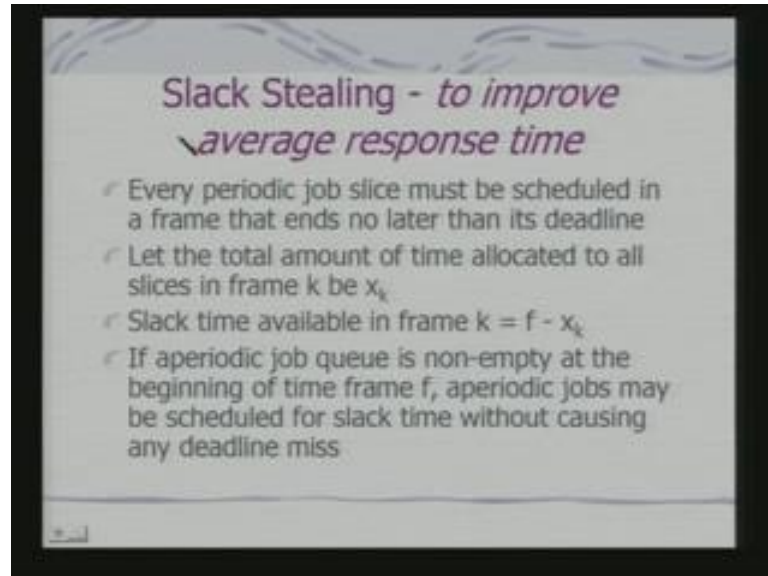 Slack Stealing - to improve
average response time
Every periodic job slice must be scheduled in
a frame that ends no later than its deadline
Let the total amount of time allocated to all
slices in frame k be xₖ
Slack time available in frame k = f - xₖ
If aperiodic job queue is non-empty at the
beginning of time frame f, aperiodic jobs may
be scheduled for slack time without causing
any deadline miss